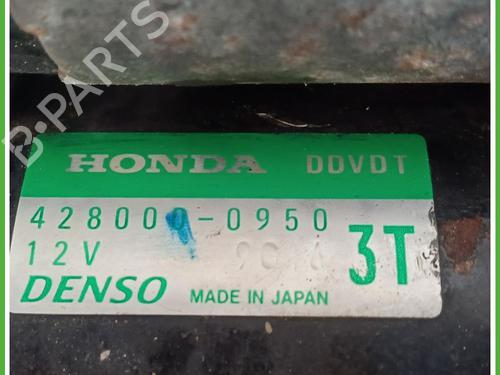 B-PARTS
HONDA DDVDT
428000-0950
12V 3T
DENSO MADE IN JAPAN